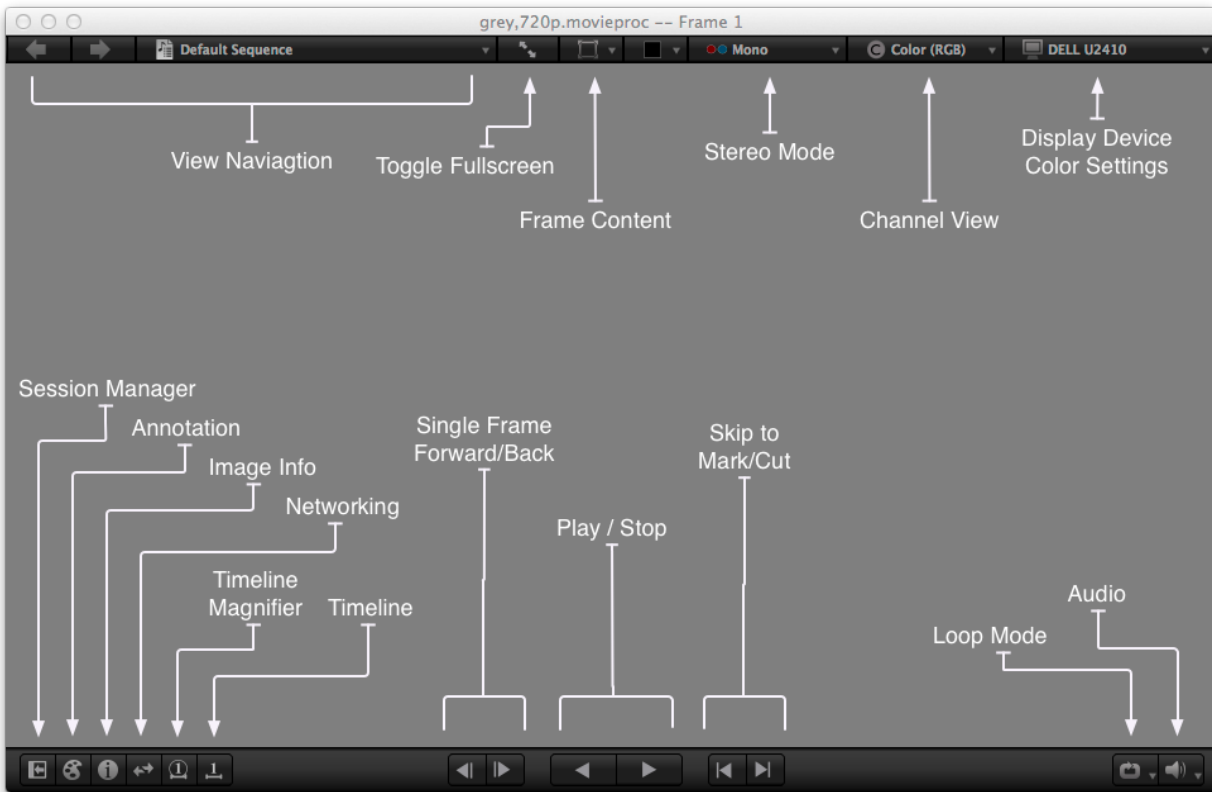 grey,720p.movieproc -- Frame 1
Default Sequence
Mono
Color (RGB)
DELL U2410
View Naviagtion
Toggle Fullscreen
Frame Content
Stereo Mode
Channel View
Display Device
Color Settings
Session Manager
Annotation
Image Info
Networking
Timeline
Magnifier
Timeline
Single Frame
Forward/Back
Play / Stop
Skip to
Mark/Cut
Loop Mode
Audio
1
1